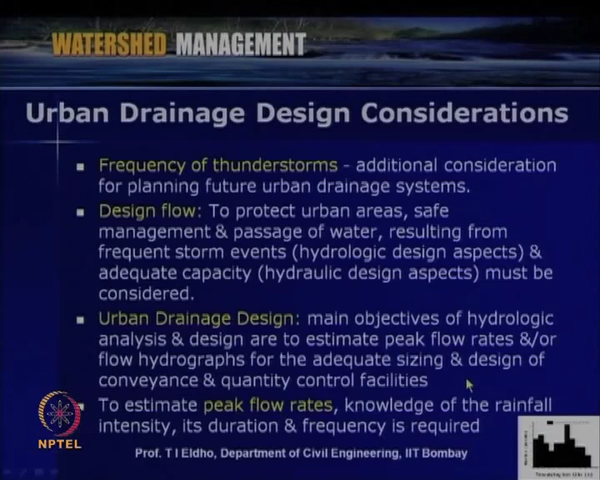 WATERSHED MANAGEMENT
Urban Drainage Design Considerations
Frequency of thunderstorms - additional consideration
for planning future urban drainage systems.
Design flow: To protect urban areas, safe
management & passage of water, resulting from
frequent storm events (hydrologic design aspects) &
adequate capacity (hydraulic design aspects) must be
considered.
Urban Drainage Design: main objectives of hydrologic
analysis & design are to estimate peak flow rates &/or
flow hydrographs for the adequate sizing & design of
conveyance & quantity control facilities
To estimate peak flow rates, knowledge of the rainfall
intensity, its duration & frequency is required
NPTEL
Prof. T I Eldho, Department of Civil Engineering, IIT Bombay